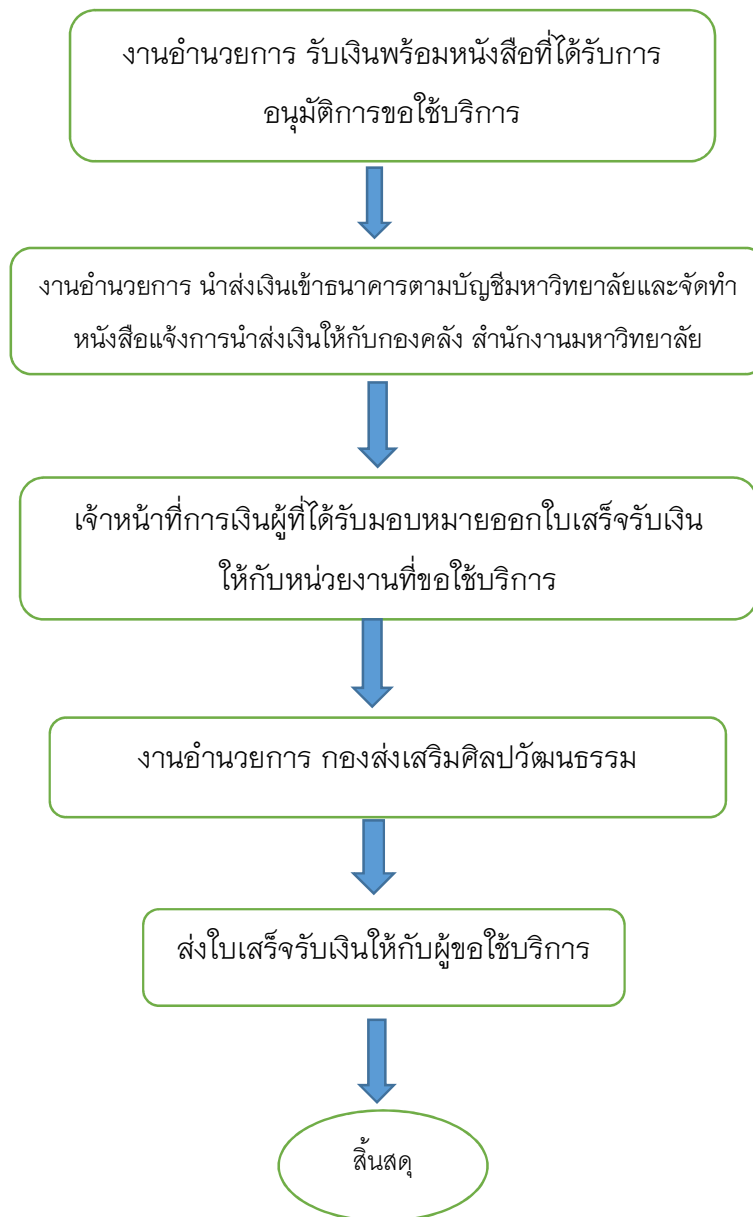 งานอำนวยการ รับเงินพร้อมหนังสือที่ได้รับการ
อนุมัติการขอใช้บริการ
งานอำนวยการ นำส่งเงินเข้าธนาคารตามบัญชีมหาวิทยาลัยและจัดทำ
หนังสือแจ้งการนำส่งเงินให้กับกองคลัง สำนักงานมหาวิทยาลัย
เจ้าหน้าที่การเงินผู้ที่ได้รับมอบหมายออกใบเสร็จรับเงิน
ให้กับหน่วยงานที่ขอใช้บริการ
งานอำนวยการ กองส่งเสริมศิลปวัฒนธรรม
ส่งใบเสร็จรับเงินให้กับผู้ขอใช้บริการ
สิ้นสดุ